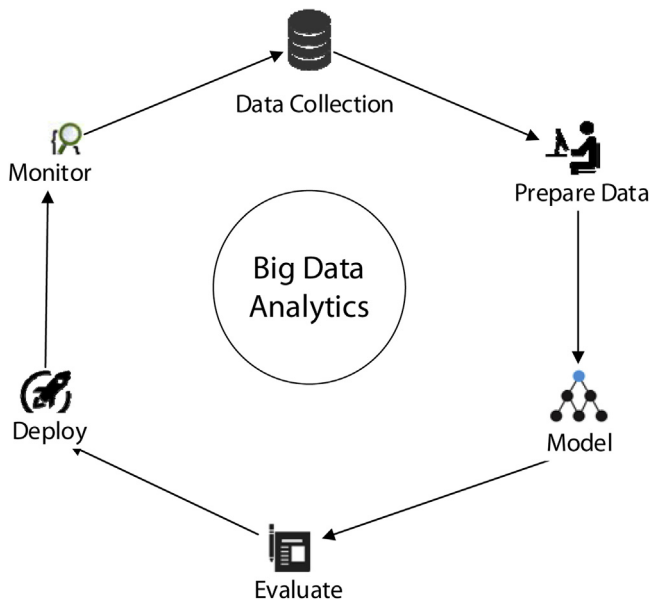 Data Collection
Monitor
Prepare Data
Big Data
Analytics
Deploy
Model
Evaluate